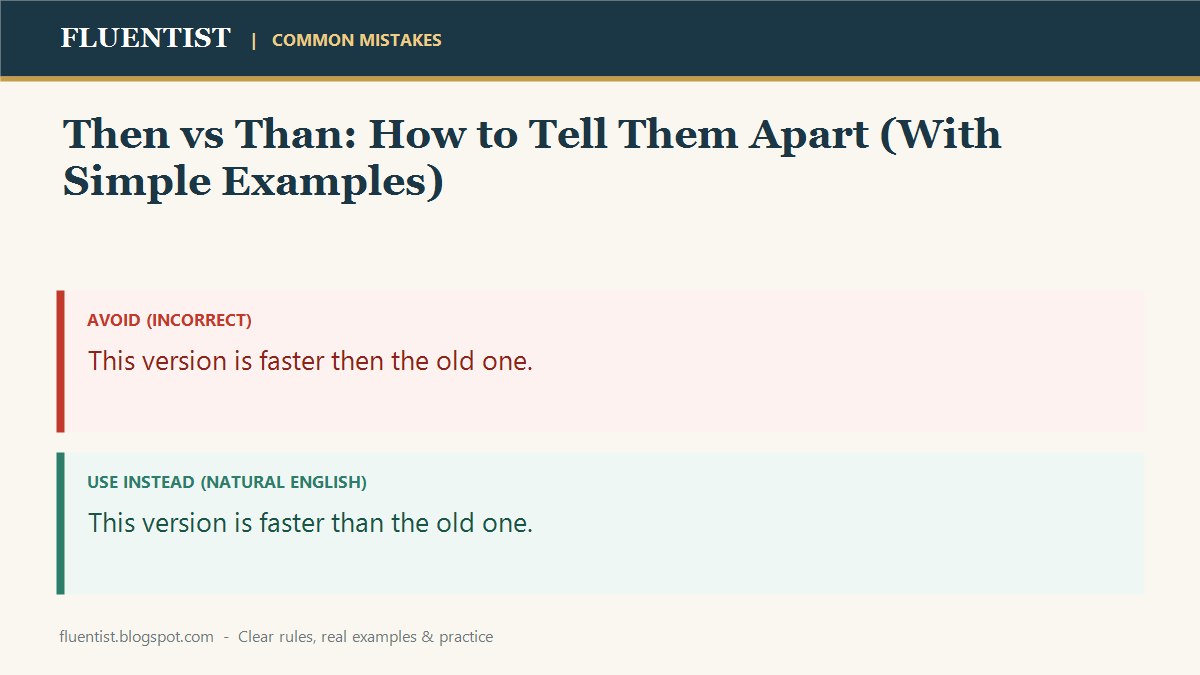 FLUENTIST | COMMON MISTAKES
Then vs Than: How to Tell Them Apart (With
Simple Examples)
AVOID (INCORRECT)
This version is faster then the old one.
USE INSTEAD (NATURAL ENGLISH)
This version is faster than the old one.
fluentist.blogspot.com - Clear rules, real examples & practice